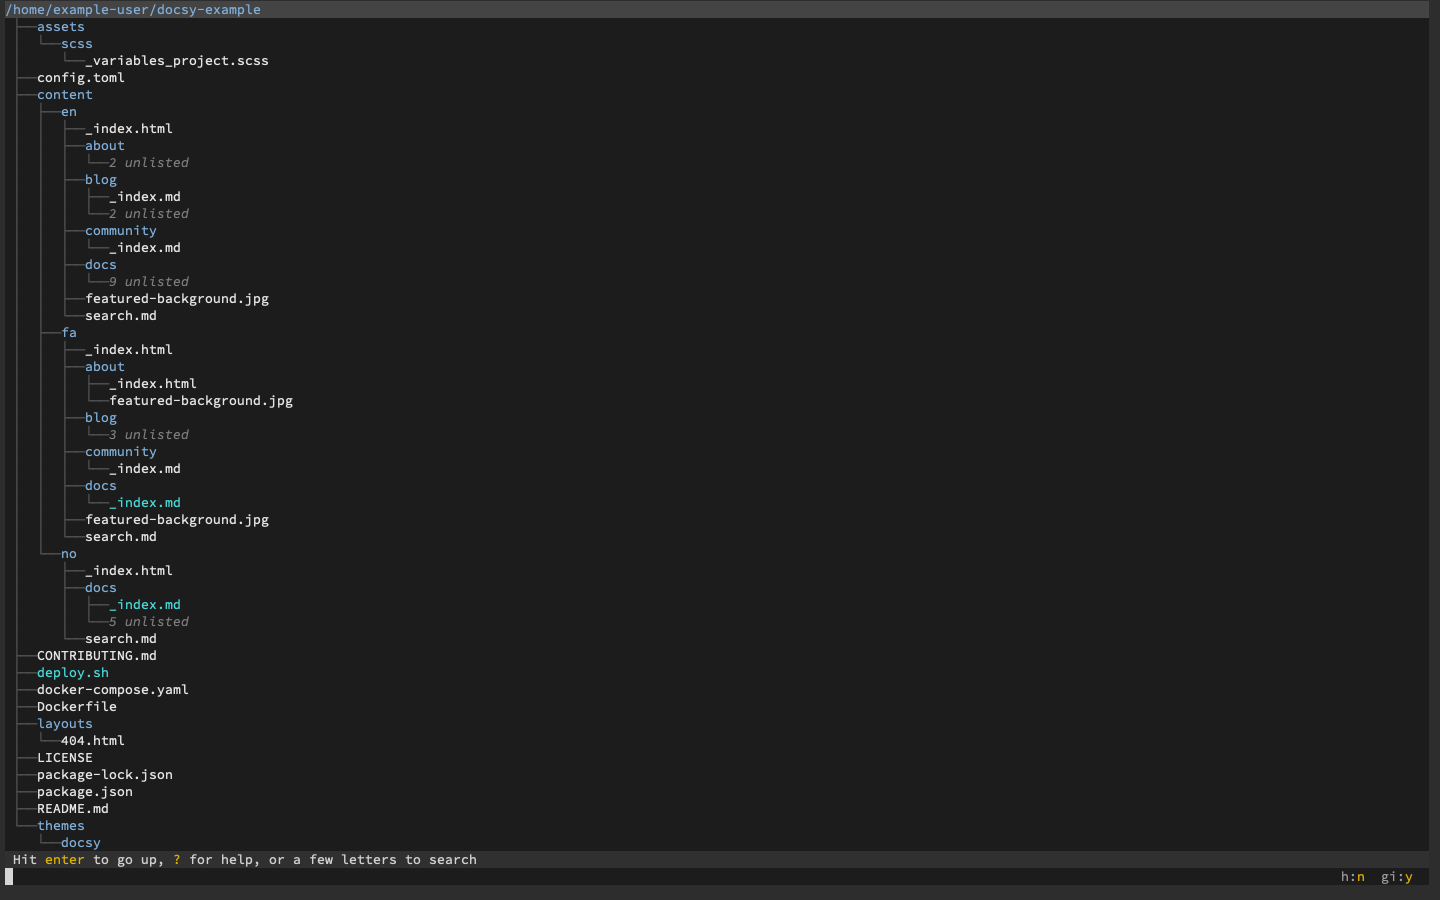 /home/example-user/docsy-example
assets
scss
_variables_project.scss
config.toml
content
en
_index.html
about
2 unlisted
blog
_index.md
2 unlisted
community
_index.md
docs
9 unlisted
featured-background.jpg
search.md
fa
_index.html
about
_index.html
featured-background.jpg
blog
3 unlisted
community
_index.md
docs
_index.md
featured-background.jpg
search.md
no
_index.html
docs
_index.md
5 unlisted
search.md
CONTRIBUTING.md
deploy.sh
docker-compose.yaml
Dockerfile
layouts
404.html
LICENSE
package-lock.json
package.json
README.md
themes
docsy
Hit enter to go up, ? for help, or a few letters to search
h:n gi:y